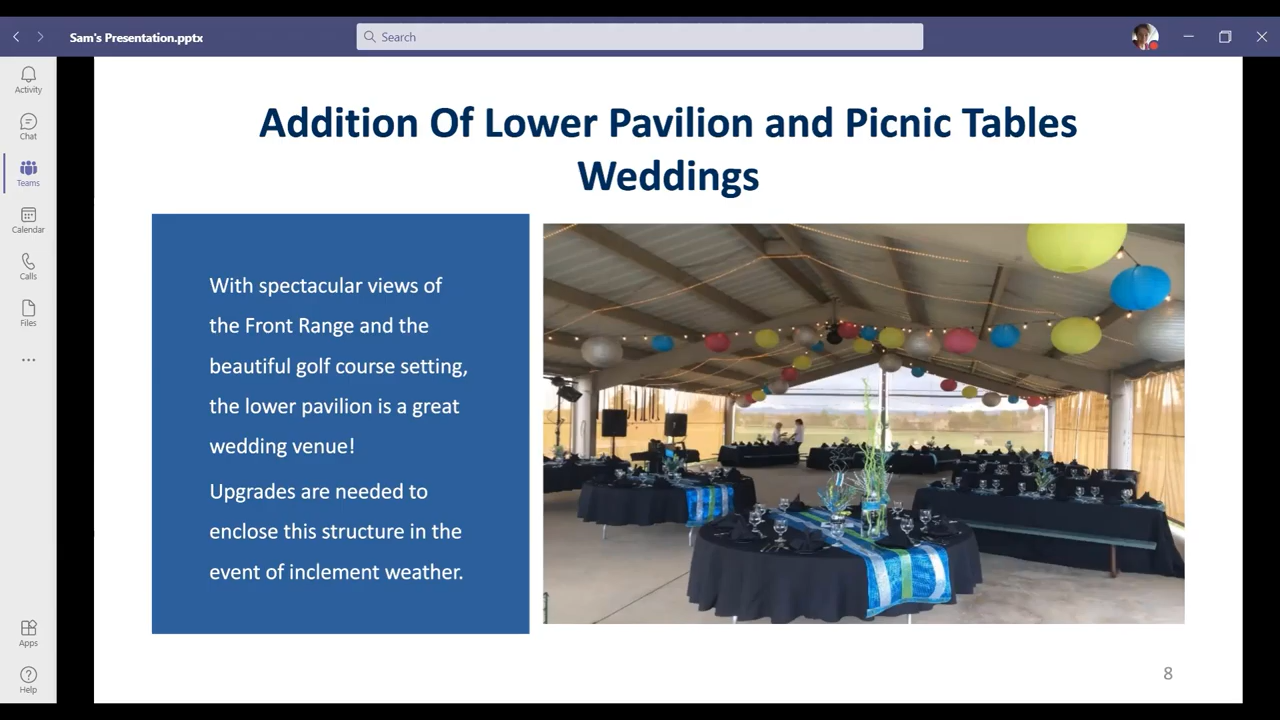 Sam's Presentation.pptx
Search
Activity
Chat
Teams
Calendar
Calls
Files
Apps
Help
Addition Of Lower Pavilion and Picnic Tables
Weddings
With spectacular views of
the Front Range and the
beautiful golf course setting,
the lower pavilion is a great
wedding venue!
Upgrades are needed to
enclose this structure in the
event of inclement weather.
8